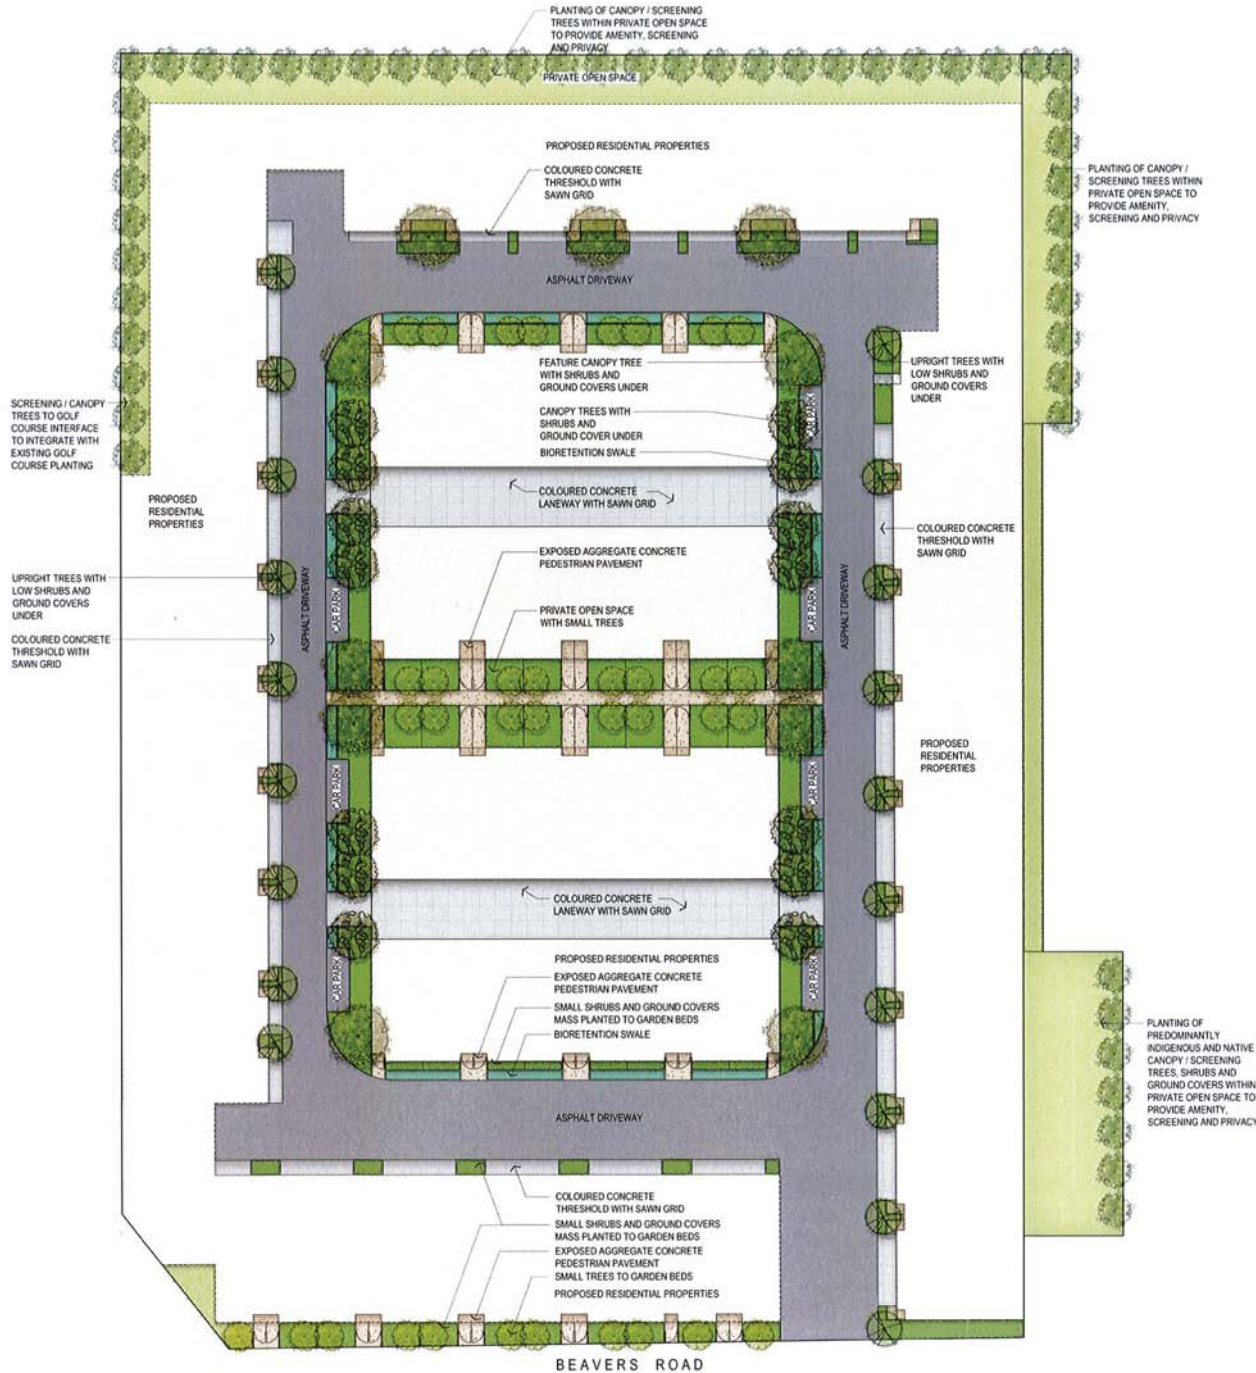 PLANTING OF CANOPY / SCREENING
TREES WITHIN PRIVATE OPEN SPACE
TO PROVIDE AMENITY, SCREENING
AND PRIVACY
PRIVATE OPEN SPACE
PROPOSED RESIDENTIAL PROPERTIES
COLOURED CONCRETE
THRESHOLD WITH
SAWN GRID
PLANTING OF CANOPY /
SCREENING TREES WITHIN
PRIVATE OPEN SPACE TO
PROVIDE AMENITY,
SCREENING AND PRIVACY
ASPHALT DRIVEWAY
FEATURE CANOPY TREE
WITH SHRUBS AND
GROUND COVERS UNDER
UPRIGHT TREES WITH
LOW SHRUBS AND
GROUND COVERS
UNDER
SCREENING / CANOPY
TREES TO GOLF
COURSE INTERFACE
TO INTEGRATE WITH
EXISTING GOLF
COURSE PLANTING
CANOPY TREES WITH
SHRUBS AND
GROUND COVER UNDER
CAR PARK
BIORETENTION SWALE
PROPOSED
RESIDENTIAL
PROPERTIES
COLOURED CONCRETE
LANEWAY WITH SAWN GRID
COLOURED CONCRETE
THRESHOLD WITH
SAWN GRID
EXPOSED AGGREGATE CONCRETE
PEDESTRIAN PAVEMENT
UPRIGHT TREES WITH
LOW SHRUBS AND
GROUND COVERS
UNDER
ASPHALT DRIVEWAY
CAR PARK
CAR PARK
ASPHALT DRIVEWAY
PRIVATE OPEN SPACE
WITH SMALL TREES
COLOURED CONCRETE
THRESHOLD WITH
SAWN GRID
PROPOSED
RESIDENTIAL
PROPERTIES
CAR PARK
CAR PARK
COLOURED CONCRETE
LANEWAY WITH SAWN GRID
PROPOSED RESIDENTIAL PROPERTIES
CAR PARK
CAR PARK
EXPOSED AGGREGATE CONCRETE
PEDESTRIAN PAVEMENT
SMALL SHRUBS AND GROUND COVERS
MASS PLANTED TO GARDEN BEDS
BIORETENTION SWALE
PLANTING OF
PREDOMINANTLY
INDIGENOUS AND NATIVE
CANOPY / SCREENING
TREES, SHRUBS AND
GROUND COVERS WITHIN
PRIVATE OPEN SPACE TO
PROVIDE AMENITY,
SCREENING AND PRIVACY
ASPHALT DRIVEWAY
COLOURED CONCRETE
THRESHOLD WITH SAWN GRID
SMALL SHRUBS AND GROUND COVERS
MASS PLANTED TO GARDEN BEDS
EXPOSED AGGREGATE CONCRETE
PEDESTRIAN PAVEMENT
SMALL TREES TO GARDEN BEDS
PROPOSED RESIDENTIAL PROPERTIES
BEAVERS ROAD